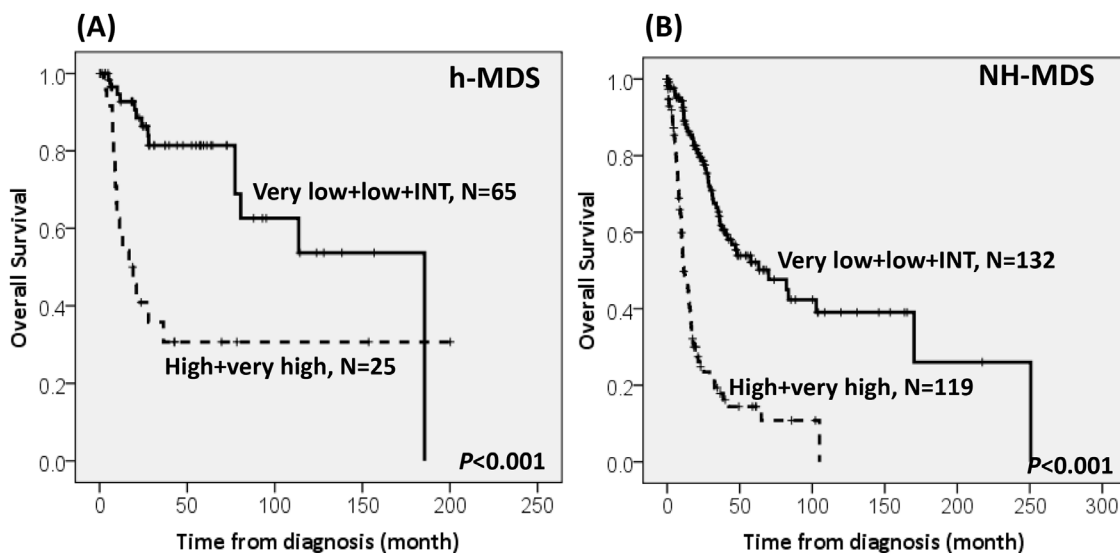 (A)
h-MDS
1.0
0.8
0.6
0.4
0.2
0.0
Overall Survival
Very low+low+INT, N=65
High+very high, N=25
P<0.001
0 50 100 150 200 250
Time from diagnosis (month)
(B)
NH-MDS
1.0
0.8
0.6
0.4
0.2
0.0
Overall Survival
Very low+low+INT, N=132
High+very high, N=119
P<0.001
0 50 100 150 200 250 300
Time from diagnosis (month)